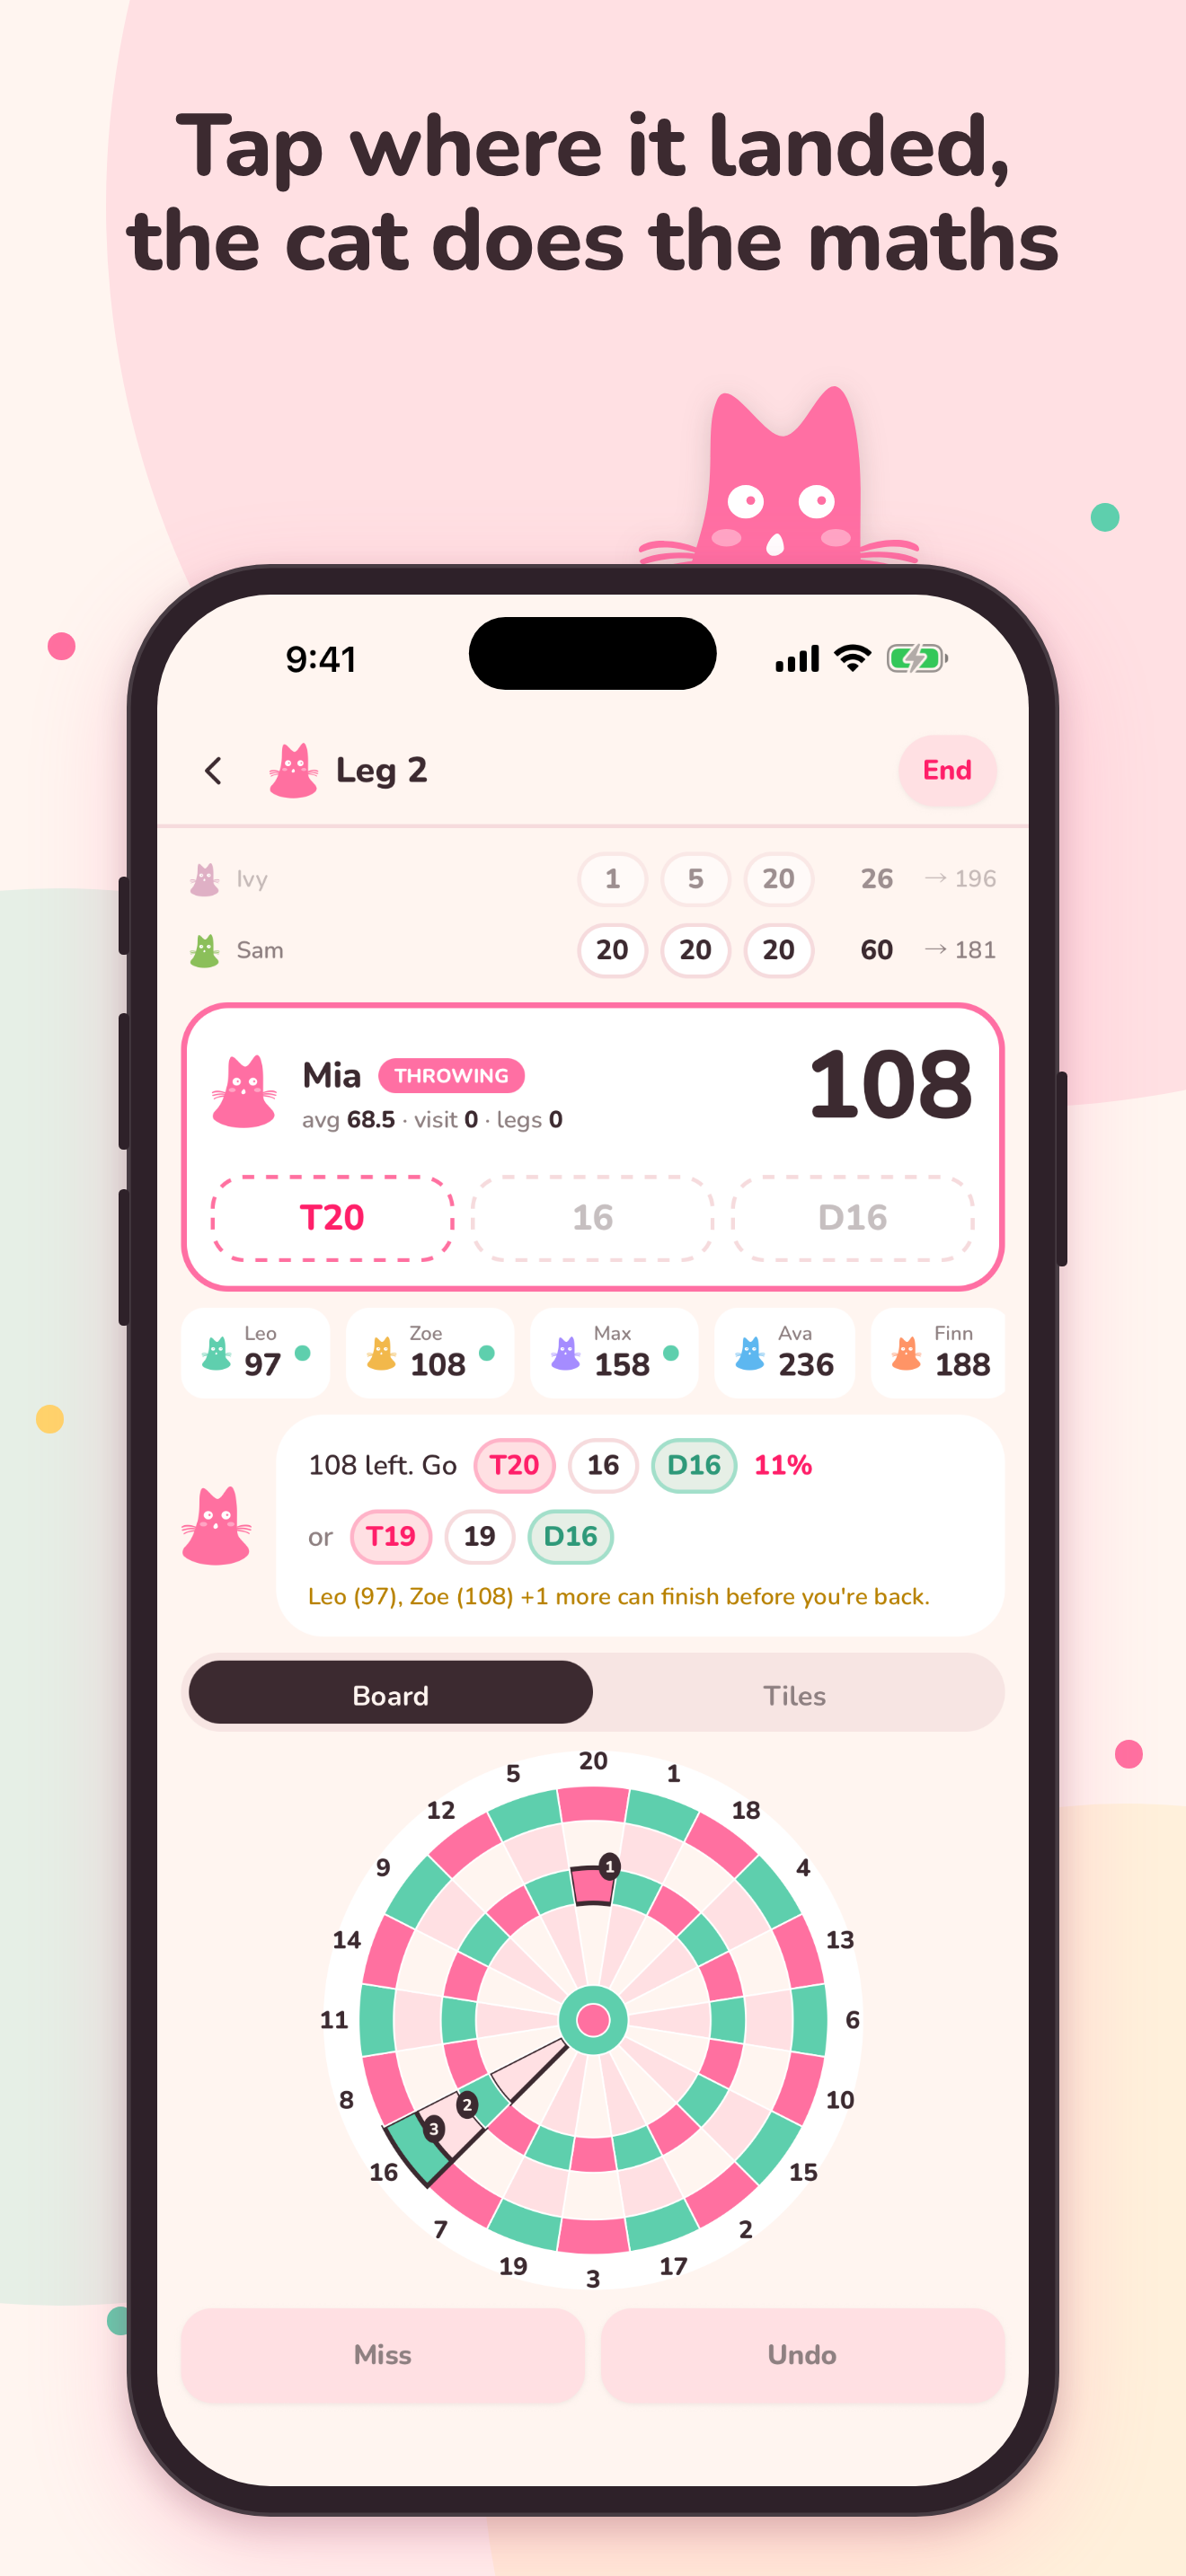 Tap where it landed,
the cat does the maths
9:41
Leg 2
End
Ivy 1 5 20 26 → 196
Sam 20 20 20 60 → 181
Mia THROWING 108
avg 68.5 · visit 0 · legs 0
T20 16 D16
Leo 97
Zoe 108
Max 158
Ava 236
Finn 188
108 left. Go T20 16 D16 11%
or T19 19 D16
Leo (97), Zoe (108) +1 more can finish before you're back.
Board Tiles
20
5 1
12 18
9 4
14 13
11 6
8 10
16 15
7 2
19 17
3
1
2
3
Miss Undo